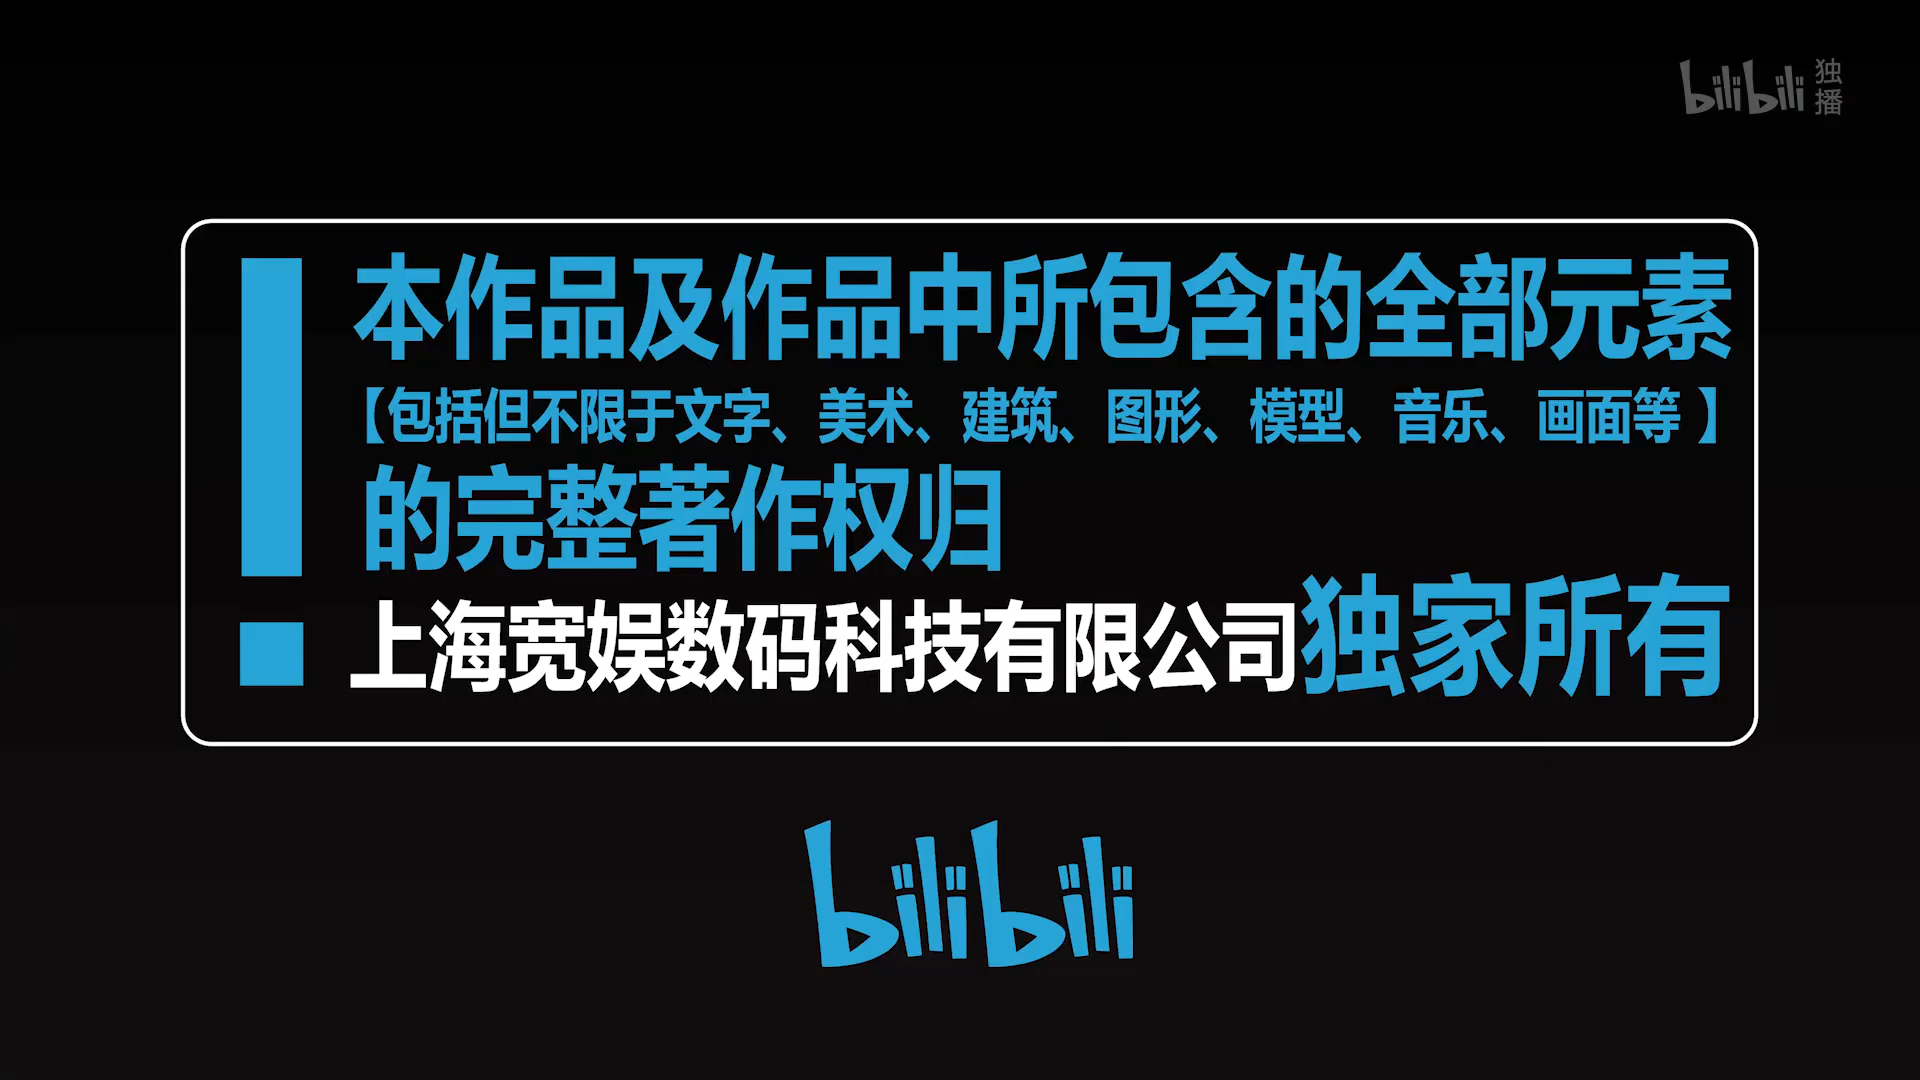 bilibili 独播
本作品及作品中所包含的全部元素
【包括但不限于文字、美术、建筑、图形、模型、音乐、画面等】
的完整著作权归
上海宽娱数码科技有限公司独家所有
bilibili